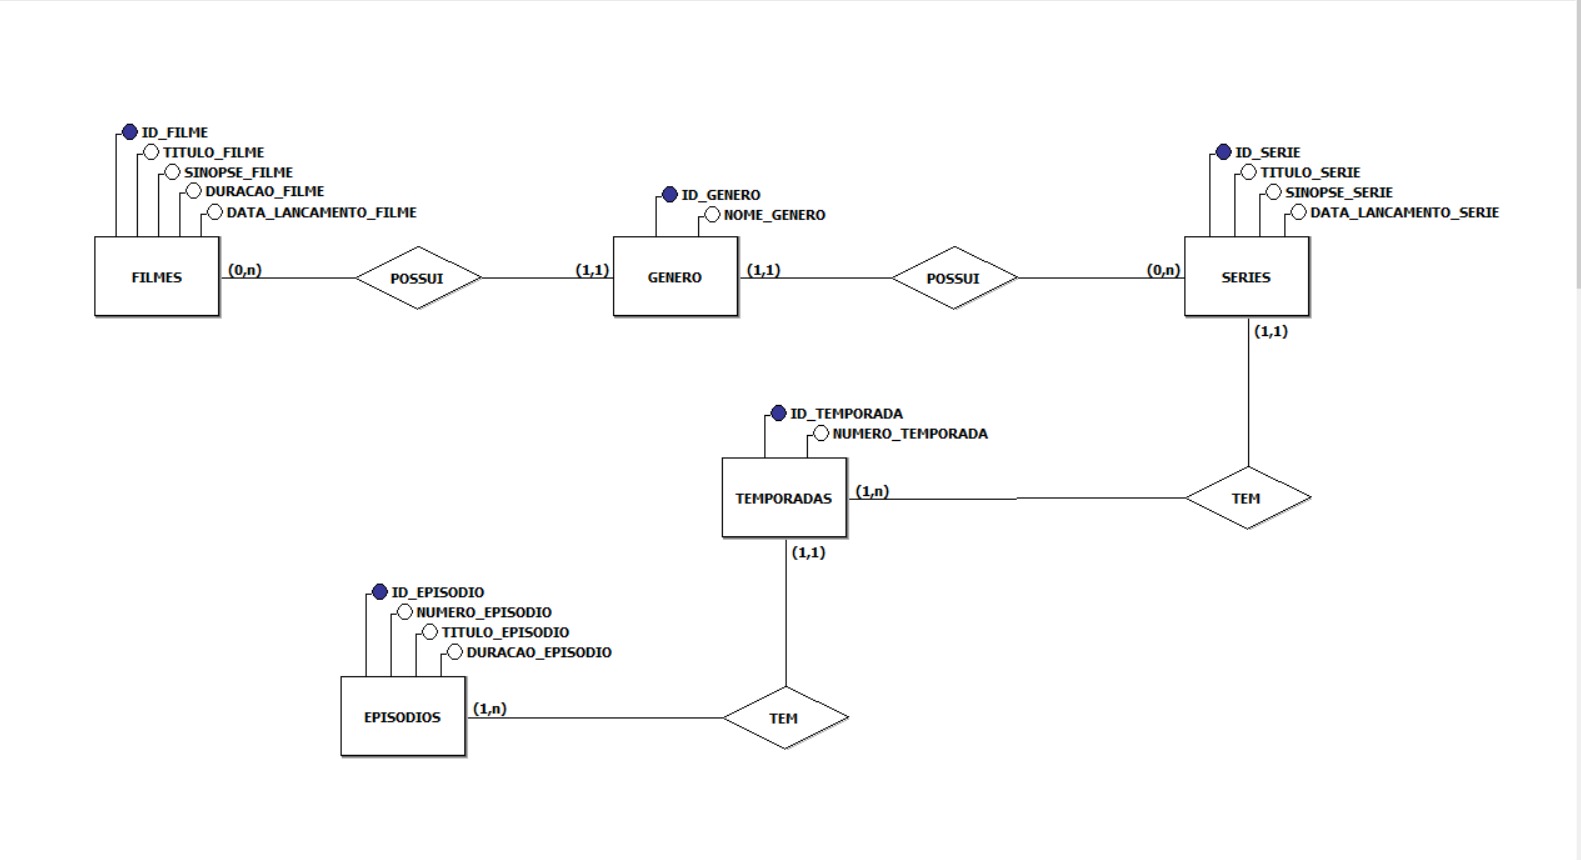 ID_FILME
TITULO_FILME
SINOPSE_FILME
DURACAO_FILME
DATA_LANCAMENTO_FILME
FILMES
(0,n)
POSSUI
(1,1)
ID_GENERO
NOME_GENERO
GENERO
(1,1)
POSSUI
(0,n)
ID_SERIE
TITULO_SERIE
SINOPSE_SERIE
DATA_LANCAMENTO_SERIE
SERIES
(1,1)
ID_TEMPORADA
NUMERO_TEMPORADA
TEMPORADAS
(1,n)
TEM
(1,1)
ID_EPISODIO
NUMERO_EPISODIO
TITULO_EPISODIO
DURACAO_EPISODIO
EPISODIOS
(1,n)
TEM